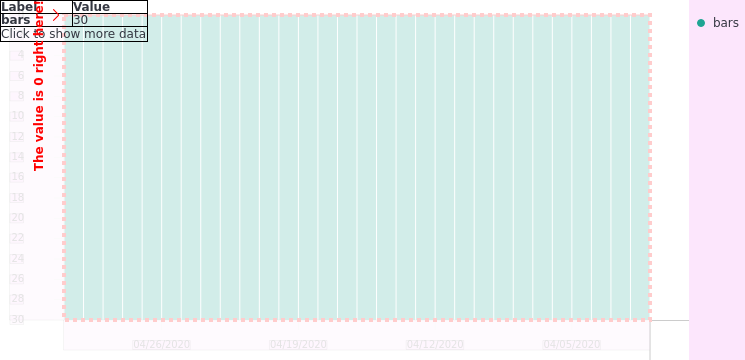 Label Value
bars 30
Click to show more data
The value is 0 right here!
bars
4
6
8
10
12
14
16
18
20
22
24
26
28
30
04/26/2020 04/19/2020 04/12/2020 04/05/2020